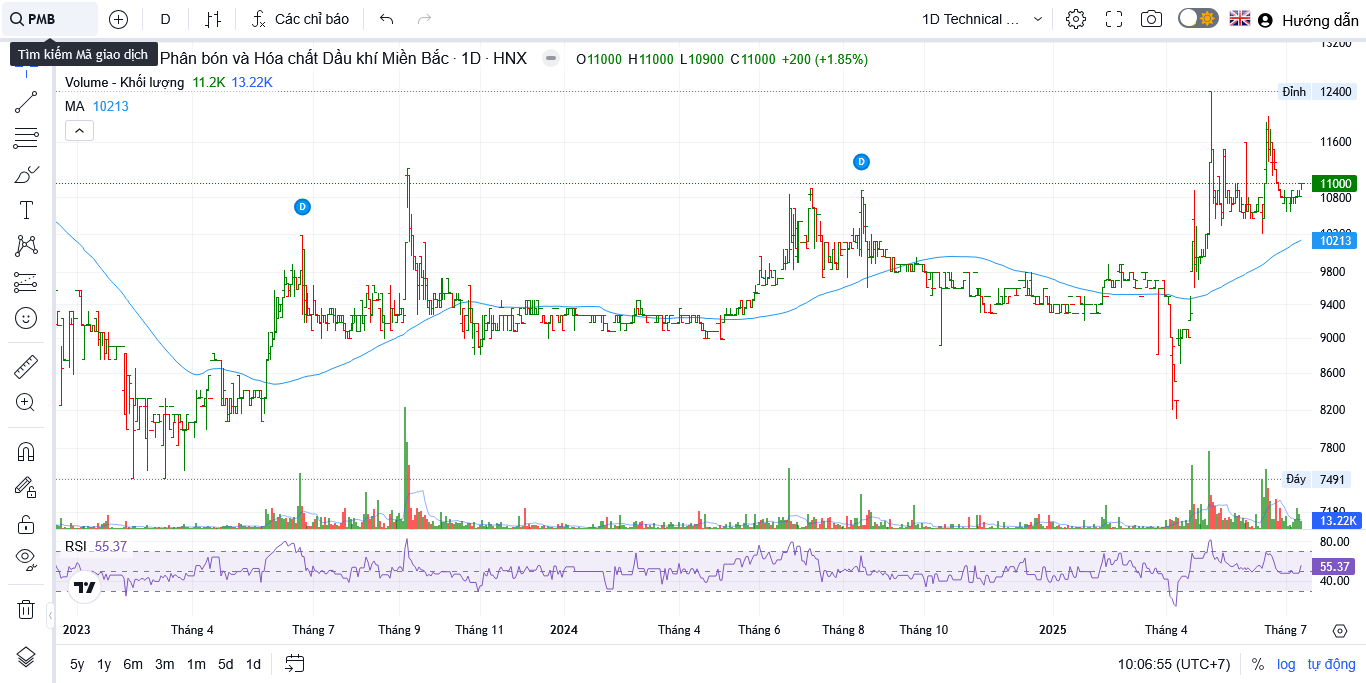 PMB
D
Các chỉ báo
1D Technical ...
Hướng dẫn
Tìm kiếm Mã giao dịch
Phân bón và Hóa chất Dầu khí Miền Bắc · 1D · HNX
O11000 H11000 L10900 C11000 +200 (+1.85%)
Volume - Khối lượng 11.2K 13.22K
MA 10213
13200
Đỉnh 12400
11600
D
11000
10800
D
10200
10213
9800
9400
9000
8600
8200
7800
Đáy 7491
7180
13.22K
RSI 55.37
80.00
55.37
40.00
2023 Tháng 4 Tháng 7 Tháng 9 Tháng 11 2024 Tháng 4 Tháng 6 Tháng 8 Tháng 10 2025 Tháng 4 Tháng 7
5y 1y 6m 3m 1m 5d 1d
10:06:55 (UTC+7) % log tự động